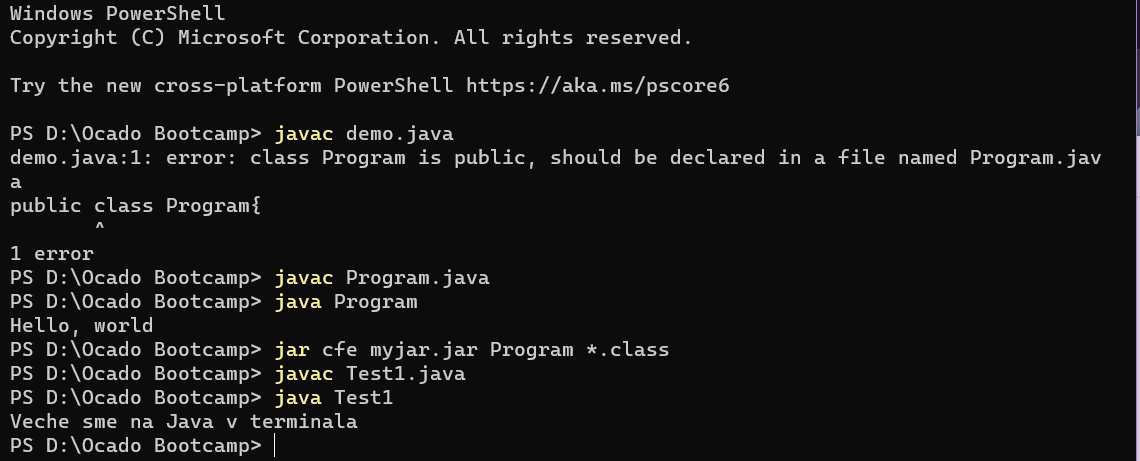 Windows PowerShell
Copyright (C) Microsoft Corporation. All rights reserved.
Try the new cross-platform PowerShell https://aka.ms/pscore6
PS D:\Ocado Bootcamp> javac demo.java
demo.java:1: error: class Program is public, should be declared in a file named Program.jav
a
public class Program{
       ^
1 error
PS D:\Ocado Bootcamp> javac Program.java
PS D:\Ocado Bootcamp> java Program
Hello, world
PS D:\Ocado Bootcamp> jar cfe myjar.jar Program *.class
PS D:\Ocado Bootcamp> javac Test1.java
PS D:\Ocado Bootcamp> java Test1
Veche sme na Java v terminala
PS D:\Ocado Bootcamp>